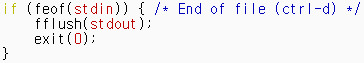 if (feof(stdin)) { /* End of file (ctrl-d) */
    fflush(stdout);
    exit(0);
}